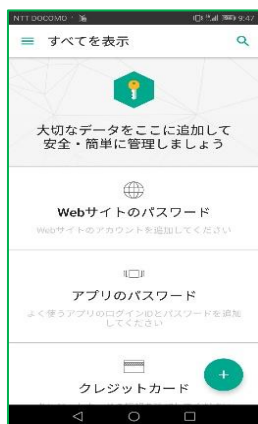 NTT DOCOMO
9:47
すべてを表示
大切なデータをここに追加して
安全・簡単に管理しましょう
Webサイトのパスワード
Webサイトのアカウントを追加してください
アプリのパスワード
よく使うアプリのログインIDとパスワードを追加
してください
クレジットカード